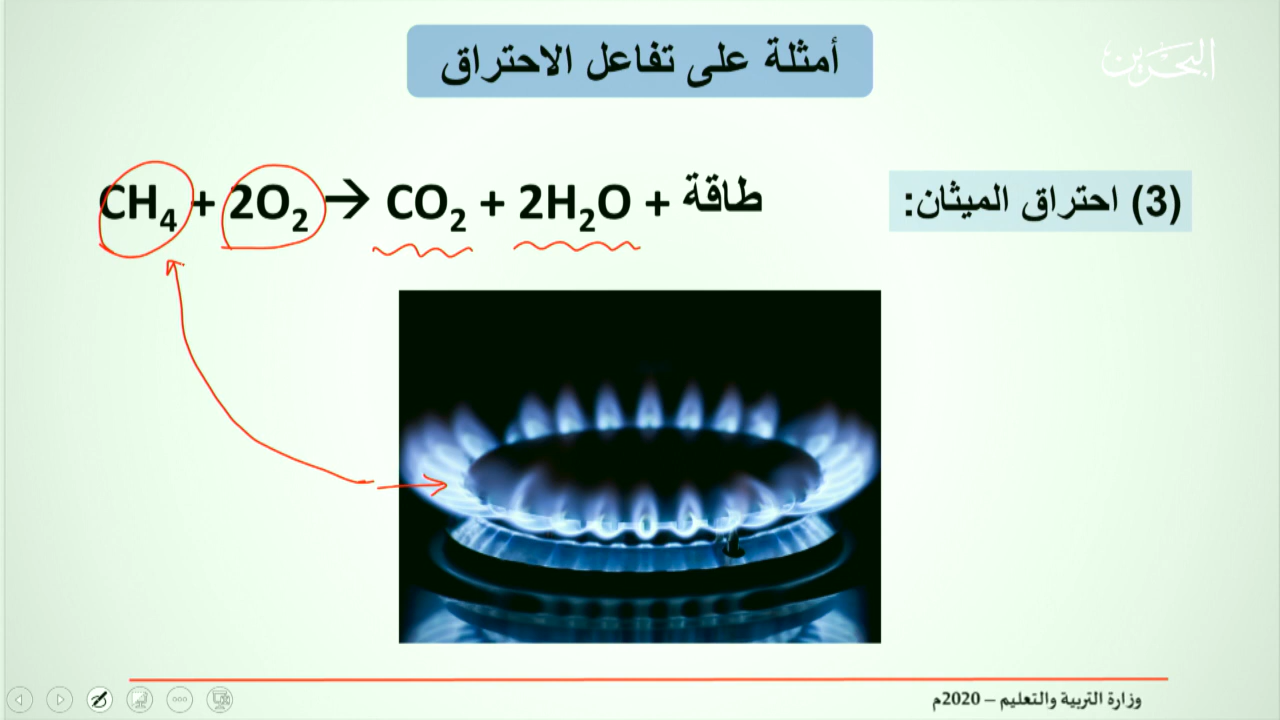 البحرين
أمثلة على تفاعل الاحتراق
(3) احتراق الميثان:
CH₄ + 2O₂ → CO₂ + 2H₂O + طاقة
وزارة التربية والتعليم – 2020م